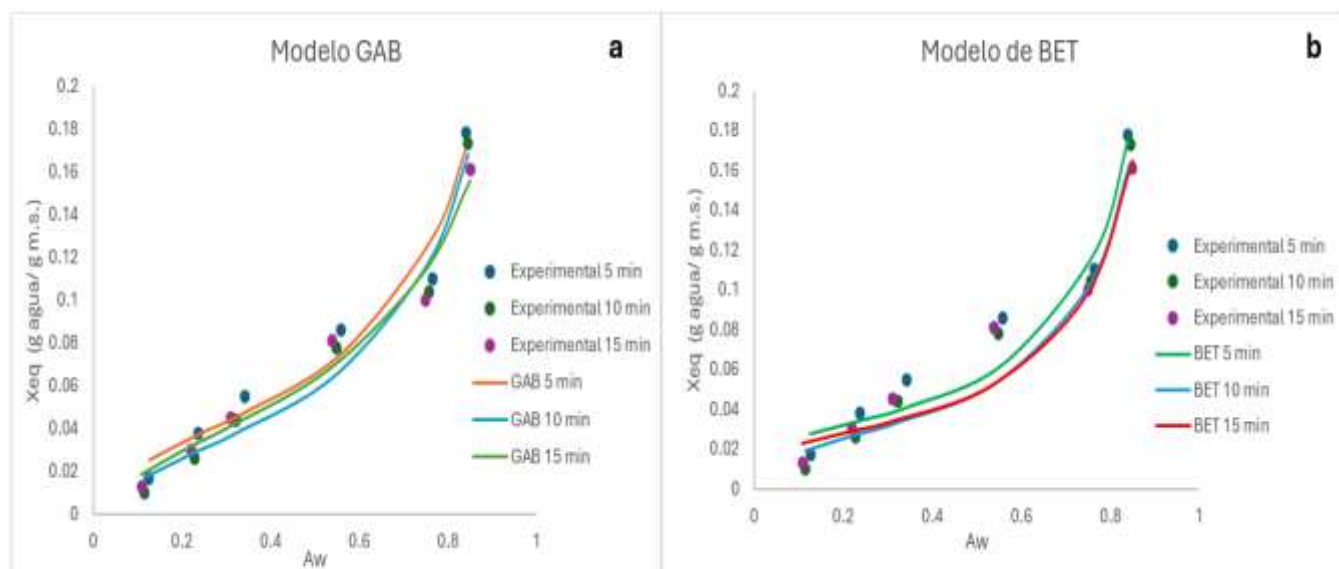 Modelo GAB
a
0.2
0.18
0.16
0.14
0.12
0.1
0.08
0.06
0.04
0.02
0
Xeq (g agua/ g m.s.)
0
0.2
0.4
0.6
0.8
1
Aw
Experimental 5 min
Experimental 10 min
Experimental 15 min
GAB 5 min
GAB 10 min
GAB 15 min
Modelo de BET
b
0.2
0.18
0.16
0.14
0.12
0.1
0.08
0.06
0.04
0.02
0
Xeq (g agua/ g m.s.)
0
0.2
0.4
0.6
0.8
1
Aw
Experimental 5 min
Experimental 10 min
Experimental 15 min
BET 5 min
BET 10 min
BET 15 min